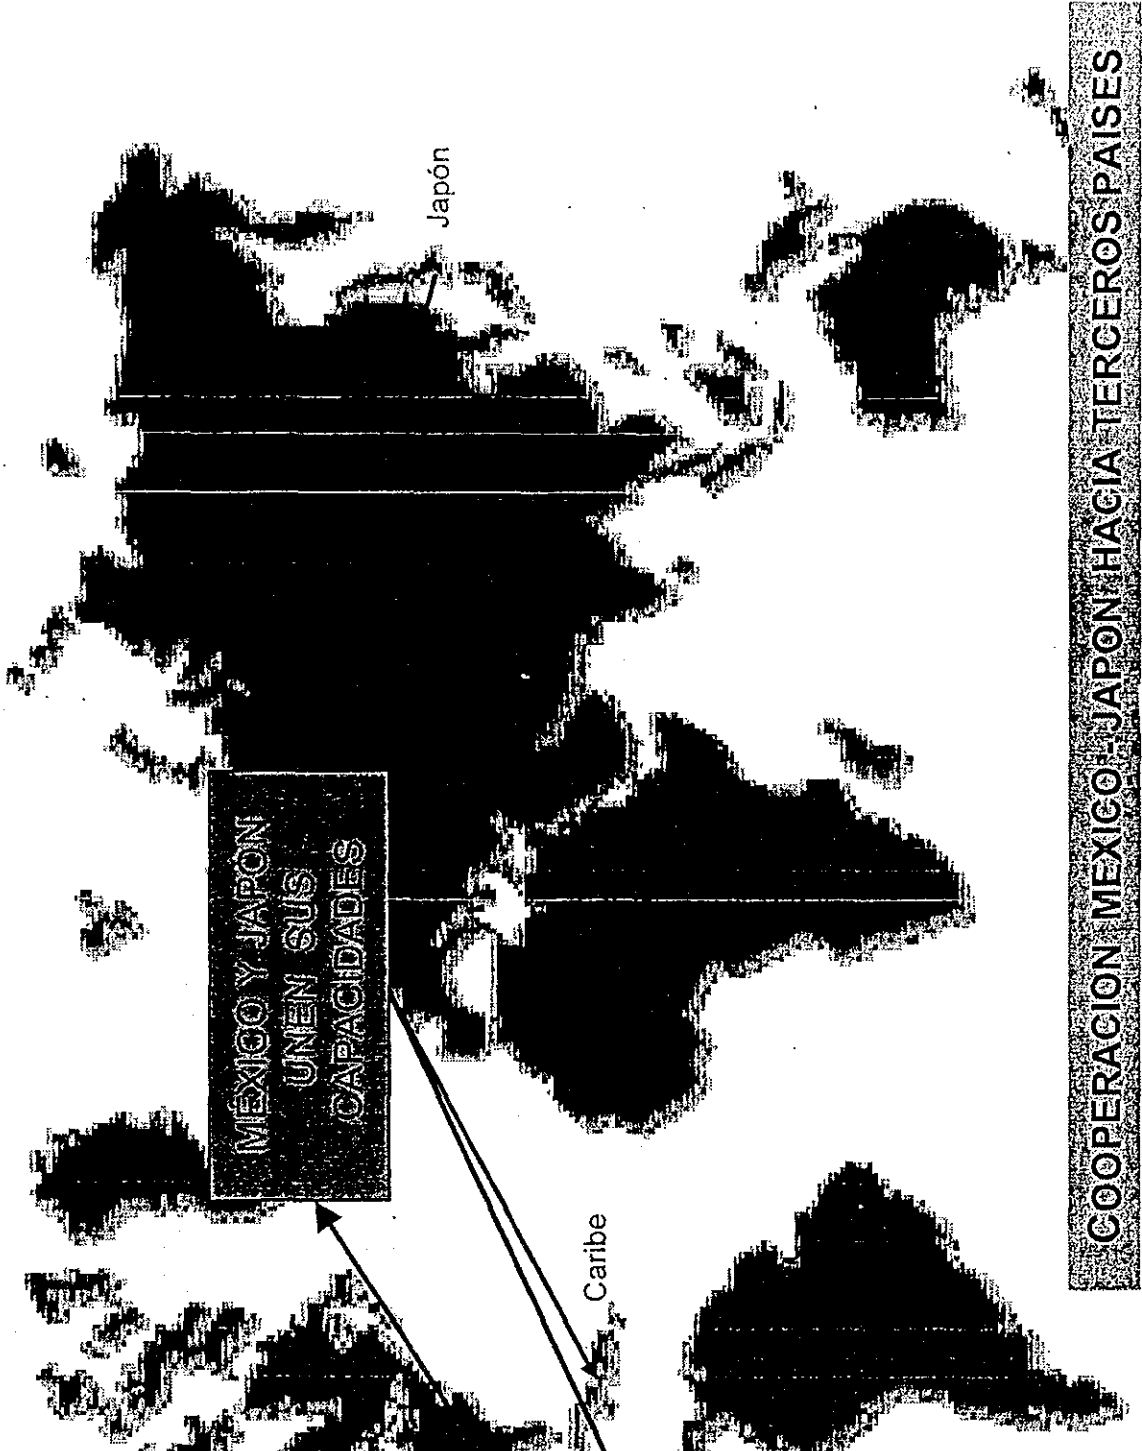 MEXICO Y JAPON
UNEN SUS
CAPACIDADES
Japón
Caribe
COOPERACION MEXICO - JAPON HACIA TERCEROS PAISES